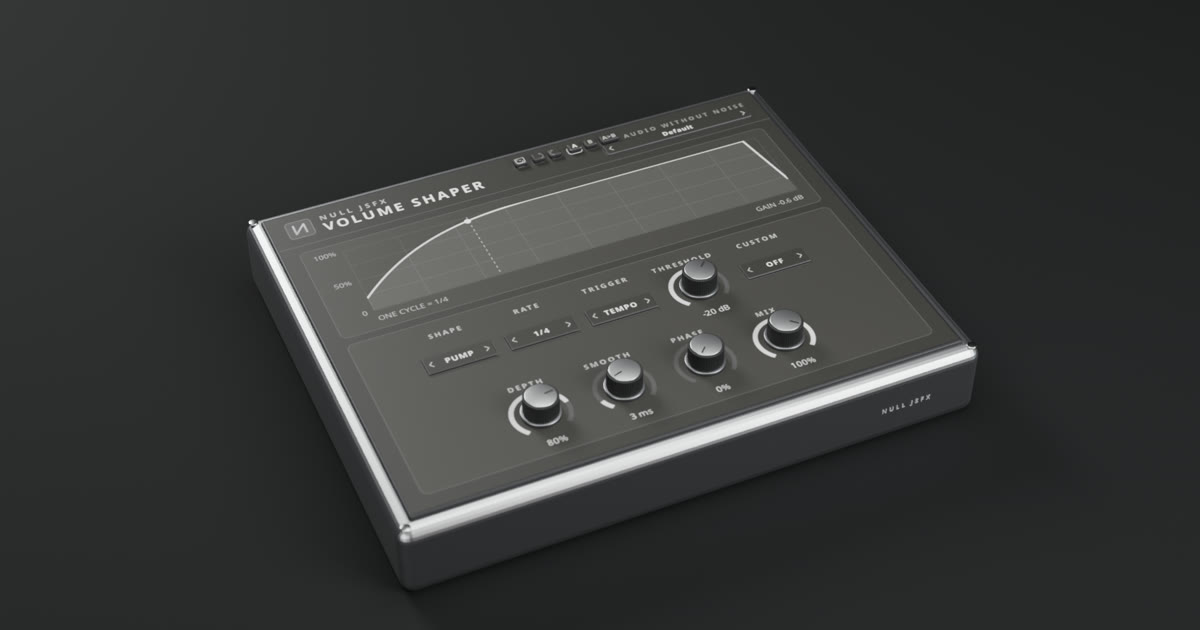 NULL JSFX
VOLUME SHAPER
A
B
A>B
AUDIO WITHOUT NOISE
< Default >
100%
50%
0
ONE CYCLE = 1/4
GAIN -0.6 dB
SHAPE
< PUMP >
RATE
< 1/4 >
TRIGGER
< TEMPO >
THRESHOLD
-20 dB
CUSTOM
< OFF >
DEPTH
80%
SMOOTH
3 ms
PHASE
0%
MIX
100%
NULL JSFX